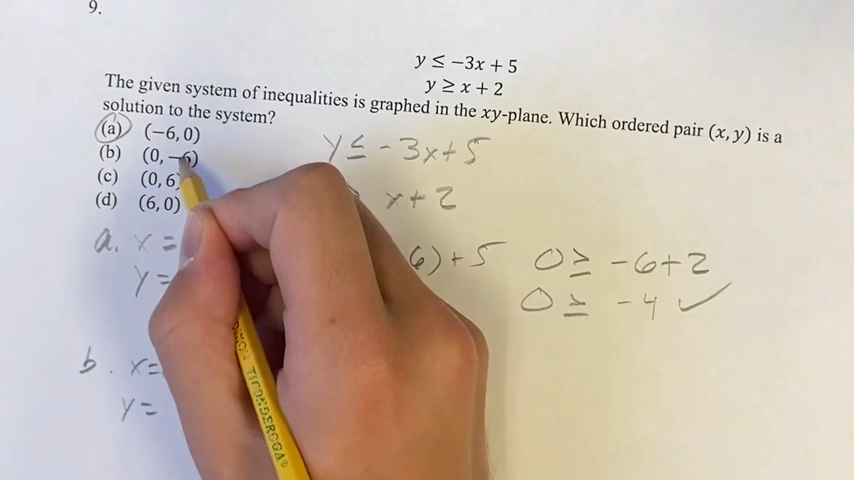 9.
y ≤ −3x + 5
y ≥ x + 2
The given system of inequalities is graphed in the xy-plane. Which ordered pair (x, y) is a
solution to the system?
(a) (−6, 0)
(b) (0, −6)
(c) (0, 6)
(d) (6, 0)
y ≤ -3x+5
x+2
a. x =
y =
6)+5
0 ≥ -6+2
0 ≥ -4 ✓
b. x=
y =
DIXON TICONDEROGA®